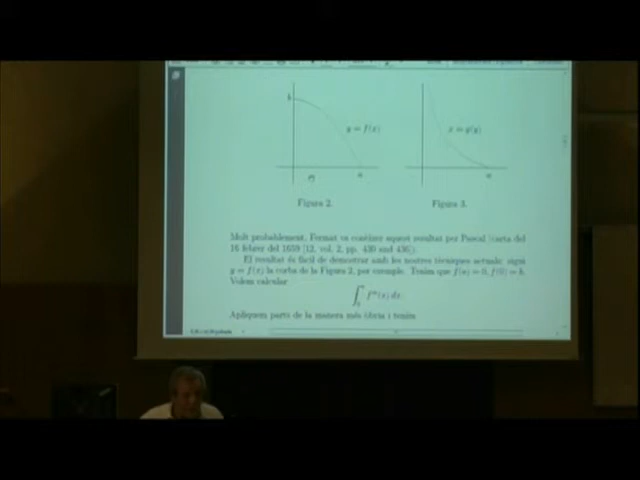 b
y = f(x)
x = g(y)
a
a
Figura 2.
Figura 3.
Molt probablement, Fermat va conèixer aquest resultat per Pascal (carta del
16 febrer del 1659 [12, vol. 2, pp. 430 and 436]).
El resultat és fàcil de demostrar amb les nostres tècniques actuals: sigui
y = f(x) la corba de la Figura 2, per exemple. Tenim que f(a) = 0, f(0) = b.
Volem calcular
Apliquem parts de la manera més òbvia i tenim